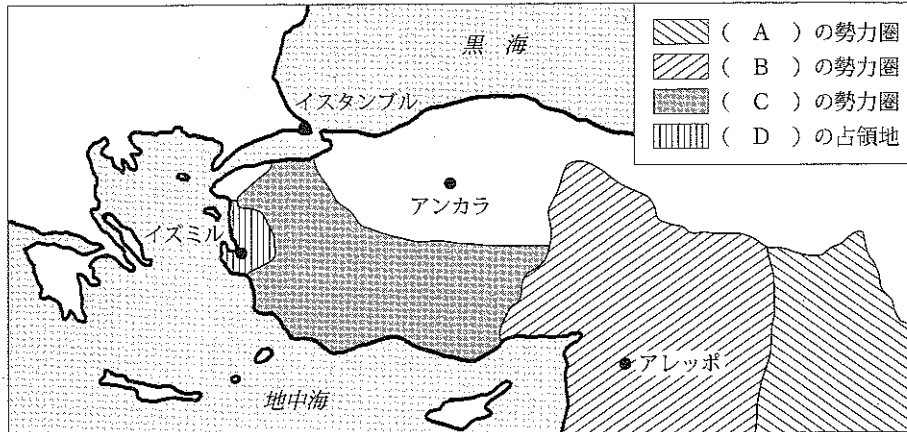 黒海
（　A　）の勢力圏
（　B　）の勢力圏
（　C　）の勢力圏
（　D　）の占領地
イスタンブル
アンカラ
イズミル
アレッポ
地中海